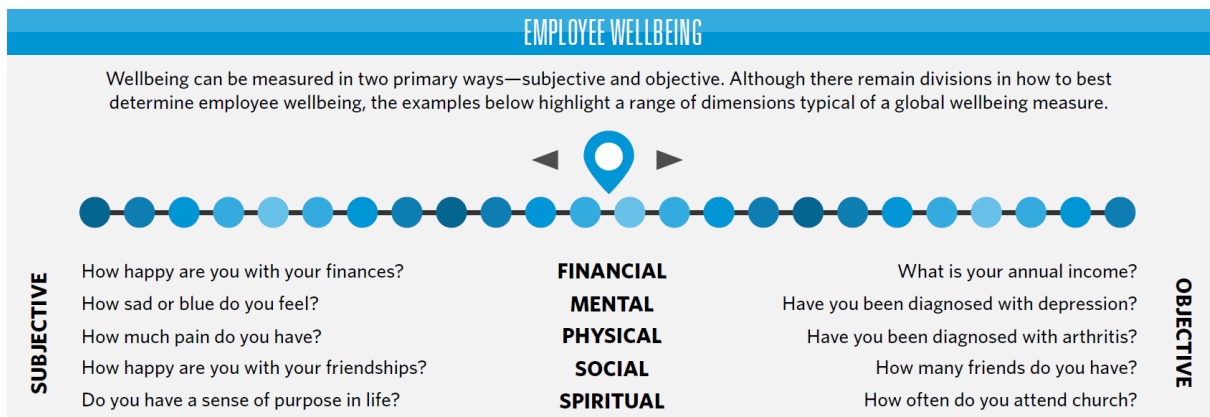 EMPLOYEE WELLBEING
Wellbeing can be measured in two primary ways—subjective and objective. Although there remain divisions in how to best
determine employee wellbeing, the examples below highlight a range of dimensions typical of a global wellbeing measure.
SUBJECTIVE
How happy are you with your finances? FINANCIAL What is your annual income?
How sad or blue do you feel? MENTAL Have you been diagnosed with depression?
How much pain do you have? PHYSICAL Have you been diagnosed with arthritis?
How happy are you with your friendships? SOCIAL How many friends do you have?
Do you have a sense of purpose in life? SPIRITUAL How often do you attend church?
OBJECTIVE